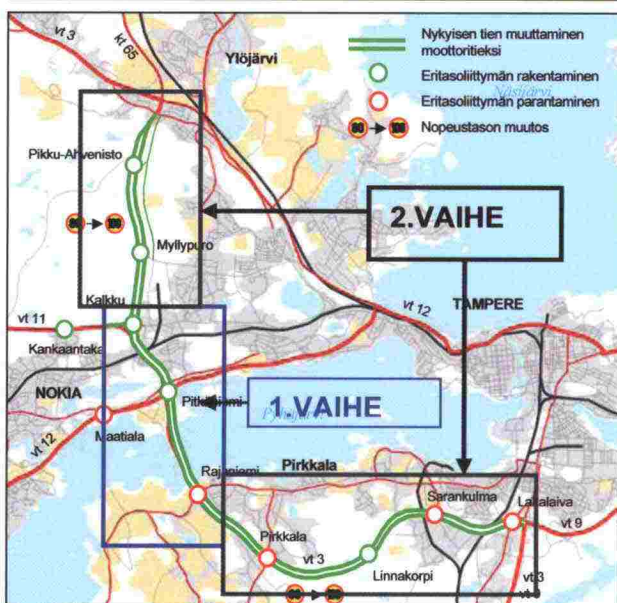 vt 3
kt 65
Ylöjärvi
Nykyisen tien muuttaminen
moottoritieksi
Eritasoliittymän rakentaminen
Näsijärvi
Eritasoliittymän parantaminen
Nopeustason muutos
Pikku-Ahvenisto
2.VAIHE
Myllypuro
Kalkku
vt 12
TAMPERE
vt 11
Kankaantaka
NOKIA
Pitkäniemi
1.VAIHE
Maatiala
vt 12
Rajaniemi
Pirkkala
Sarankulma
Lakalaiva
vt 9
Pirkkala
vt 3
Linnakorpi
vt 3